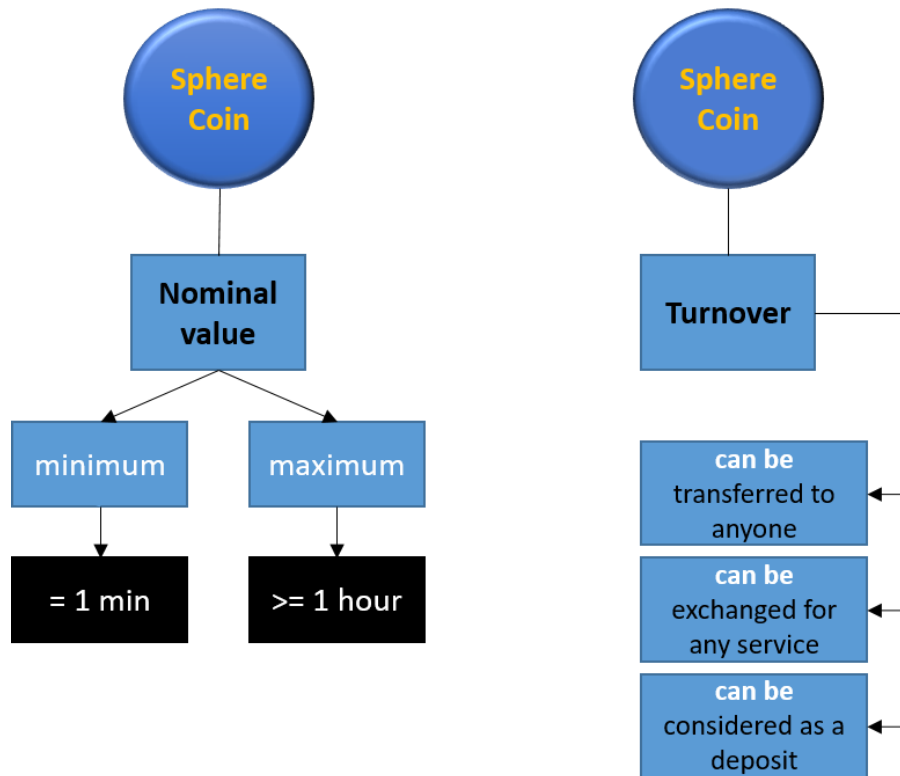 Sphere
Coin
Nominal
value
minimum
maximum
= 1 min
>= 1 hour
Sphere
Coin
Turnover
can be
transferred to
anyone
can be
exchanged for
any service
can be
considered as a
deposit